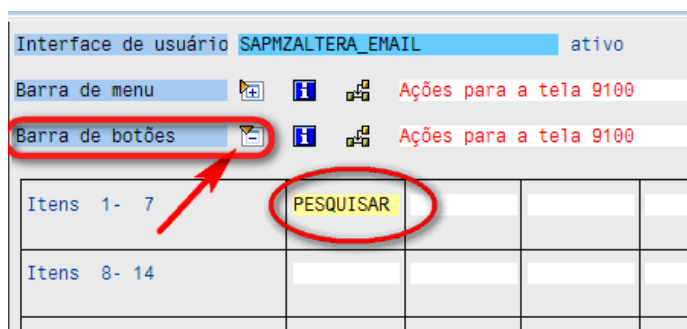 Interface de usuário SAPMZALTERA_EMAIL ativo
Barra de menu Ações para a tela 9100
Barra de botões Ações para a tela 9100
Itens 1- 7 PESQUISAR
Itens 8- 14